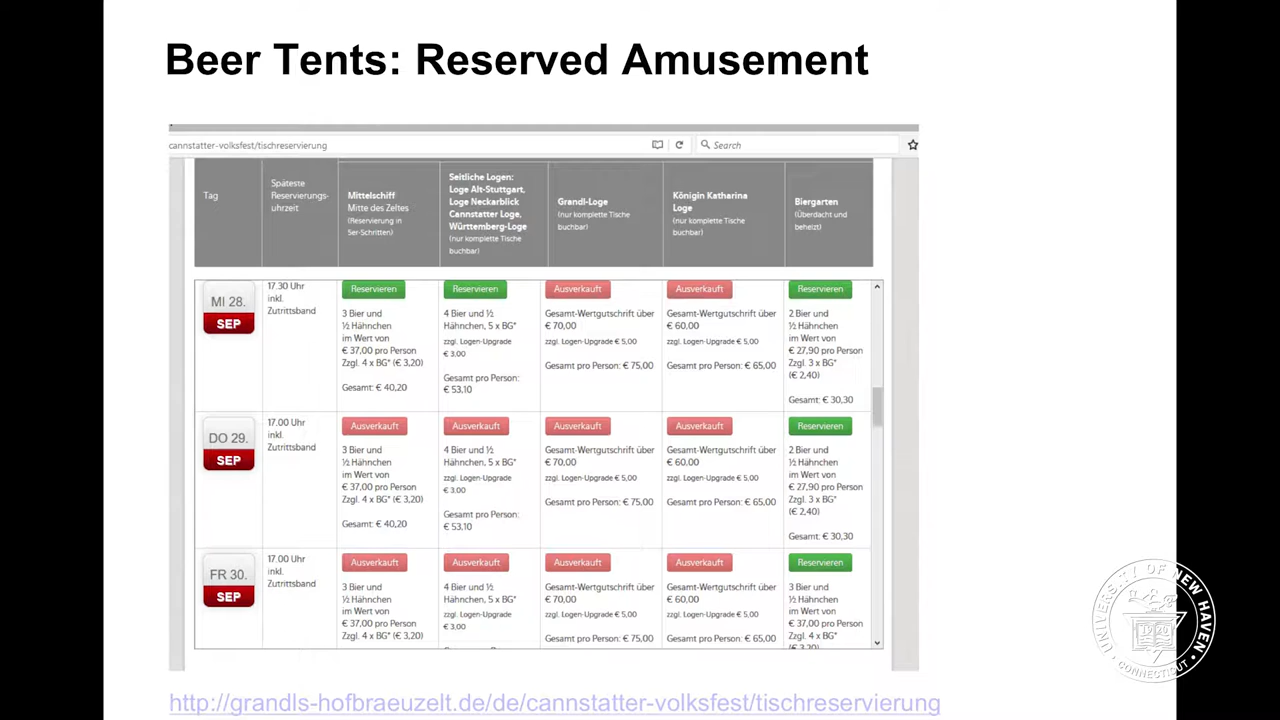 Beer Tents: Reserved Amusement
cannstatter-volksfest/tischreservierung
Search
Tag
Späteste
Reservierungs-
uhrzeit
Mittelschiff
Mitte des Zeltes
(Reservierung in
5er-Schritten)
Seitliche Logen:
Loge Alt-Stuttgart,
Loge Neckarblick
Cannstatter Loge,
Württemberg-Loge
(nur komplette Tische
buchbar)
Grandl-Loge
(nur komplette Tische
buchbar)
Königin Katharina
Loge
(nur komplette Tische
buchbar)
Biergarten
(Überdacht und
beheizt)
MI 28.
SEP
17.30 Uhr
inkl.
Zutrittsband
Reservieren
3 Bier und
½ Hähnchen
im Wert von
€ 37,00 pro Person
Zzgl. 4 x BG* (€ 3,20)
Gesamt: € 40,20
Reservieren
4 Bier und ½
Hähnchen, 5 x BG*
zzgl. Logen-Upgrade
€ 3,00
Gesamt pro Person:
€ 53,10
Ausverkauft
Gesamt-Wertgutschrift über
€ 70,00
zzgl. Logen-Upgrade € 5,00
Gesamt pro Person: € 75,00
Ausverkauft
Gesamt-Wertgutschrift über
€ 60,00
zzgl. Logen-Upgrade € 5,00
Gesamt pro Person: € 65,00
Reservieren
2 Bier und
½ Hähnchen
im Wert von
€ 27,90 pro Person
Zzgl. 3 x BG*
(€ 2,40)
Gesamt: € 30,30
DO 29.
SEP
17.00 Uhr
inkl.
Zutrittsband
Ausverkauft
3 Bier und
½ Hähnchen
im Wert von
€ 37,00 pro Person
Zzgl. 4 x BG* (€ 3,20)
Gesamt: € 40,20
Ausverkauft
4 Bier und ½
Hähnchen, 5 x BG*
zzgl. Logen-Upgrade
€ 3,00
Gesamt pro Person:
€ 53,10
Ausverkauft
Gesamt-Wertgutschrift über
€ 70,00
zzgl. Logen-Upgrade € 5,00
Gesamt pro Person: € 75,00
Ausverkauft
Gesamt-Wertgutschrift über
€ 60,00
zzgl. Logen-Upgrade € 5,00
Gesamt pro Person: € 65,00
Reservieren
2 Bier und
½ Hähnchen
im Wert von
€ 27,90 pro Person
Zzgl. 3 x BG*
(€ 2,40)
Gesamt: € 30,30
FR 30.
SEP
17.00 Uhr
inkl.
Zutrittsband
Ausverkauft
3 Bier und
½ Hähnchen
im Wert von
€ 37,00 pro Person
Zzgl. 4 x BG* (€ 3,20)
Ausverkauft
4 Bier und ½
Hähnchen, 5 x BG*
zzgl. Logen-Upgrade
€ 3,00
Ausverkauft
Gesamt-Wertgutschrift über
€ 70,00
zzgl. Logen-Upgrade € 5,00
Gesamt pro Person: € 75,00
Ausverkauft
Gesamt-Wertgutschrift über
€ 60,00
zzgl. Logen-Upgrade € 5,00
Gesamt pro Person: € 65,00
Reservieren
3 Bier und
½ Hähnchen
im Wert von
€ 37,00 pro Person
Zzgl. 4 x BG*
http://grandls-hofbraeuzelt.de/de/cannstatter-volksfest/tischreservierung
UNIVERSITY OF NEW HAVEN
1920
CONNECTICUT